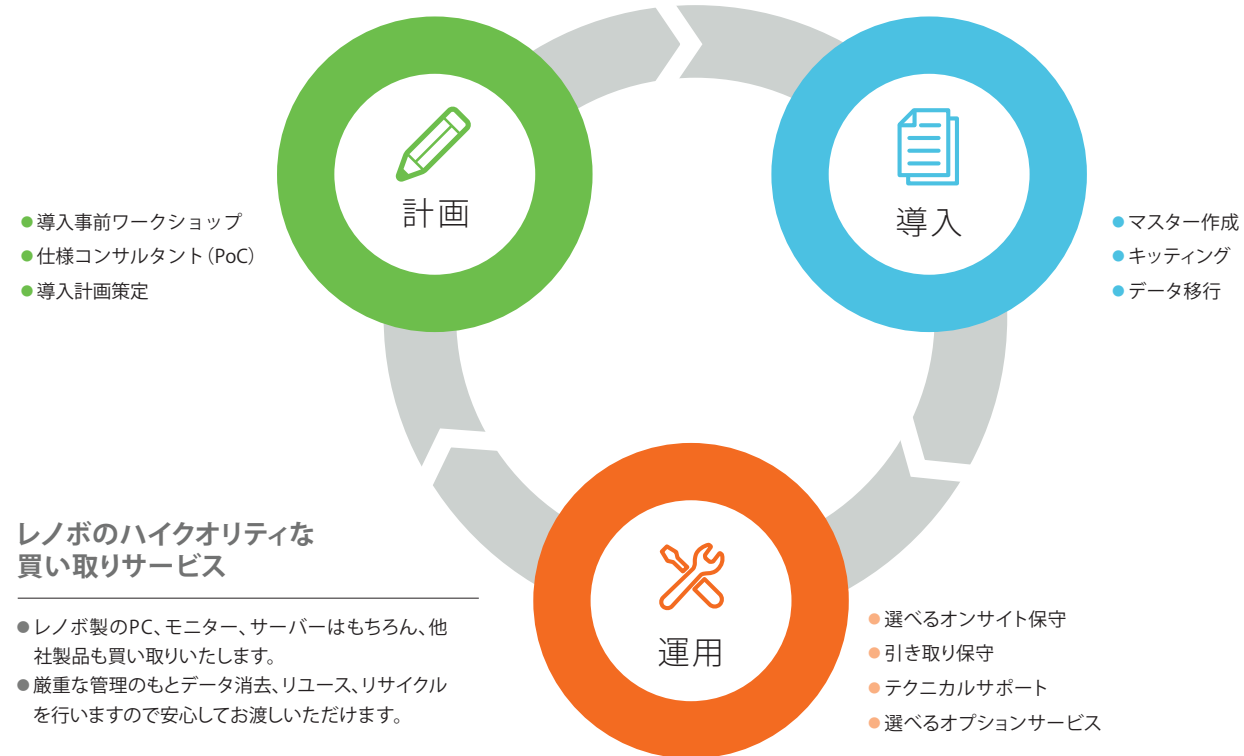 計画
● 導入事前ワークショップ
● 仕様コンサルタント（PoC）
● 導入計画策定
導入
● マスター作成
● キッティング
● データ移行
運用
● 選べるオンサイト保守
● 引き取り保守
● テクニカルサポート
● 選べるオプションサービス
レノボのハイクオリティな
買い取りサービス
● レノボ製のPC、モニター、サーバーはもちろん、他
社製品も買い取りいたします。
● 厳重な管理のもとデータ消去、リユース、リサイクル
を行いますので安心してお渡しいただけます。